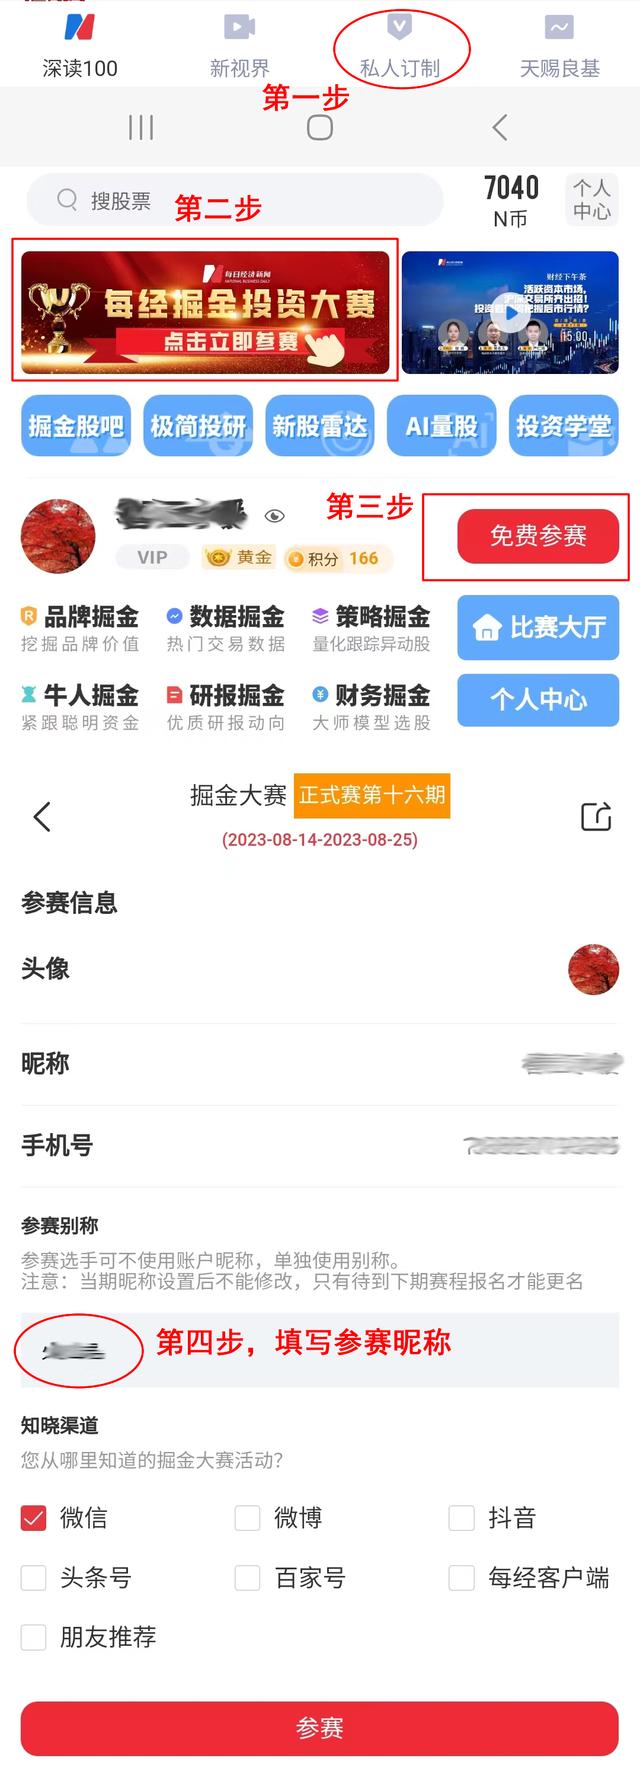 深读100
新视界
私人订制
天赐良基
第一步
搜股票
第二步
7040
N币
个人
中心
每日经济新闻
NATIONAL BUSINESS DAILY
每经掘金投资大赛
点击立即参赛
财经下午茶
活跃资本市场,
沪深交易所齐出招!
15:00
掘金股吧
极简投研
新股雷达
AI量股
投资学堂
第三步
免费参赛
VIP
黄金
积分 166
品牌掘金
数据掘金
策略掘金
挖掘品牌价值
热门交易数据
量化跟踪异动股
比赛大厅
牛人掘金
研报掘金
财务掘金
紧跟聪明资金
优质研报动向
大师模型选股
个人中心
掘金大赛 正式赛第十六期
(2023-08-14-2023-08-25)
参赛信息
头像
昵称
手机号
参赛别称
参赛选手可不使用账户昵称，单独使用别称。
注意：当期昵称设置后不能修改，只有待到下期赛程报名才能更名
第四步，填写参赛昵称
知晓渠道
您从哪里知道的掘金大赛活动？
微信
微博
抖音
头条号
百家号
每经客户端
朋友推荐
参赛